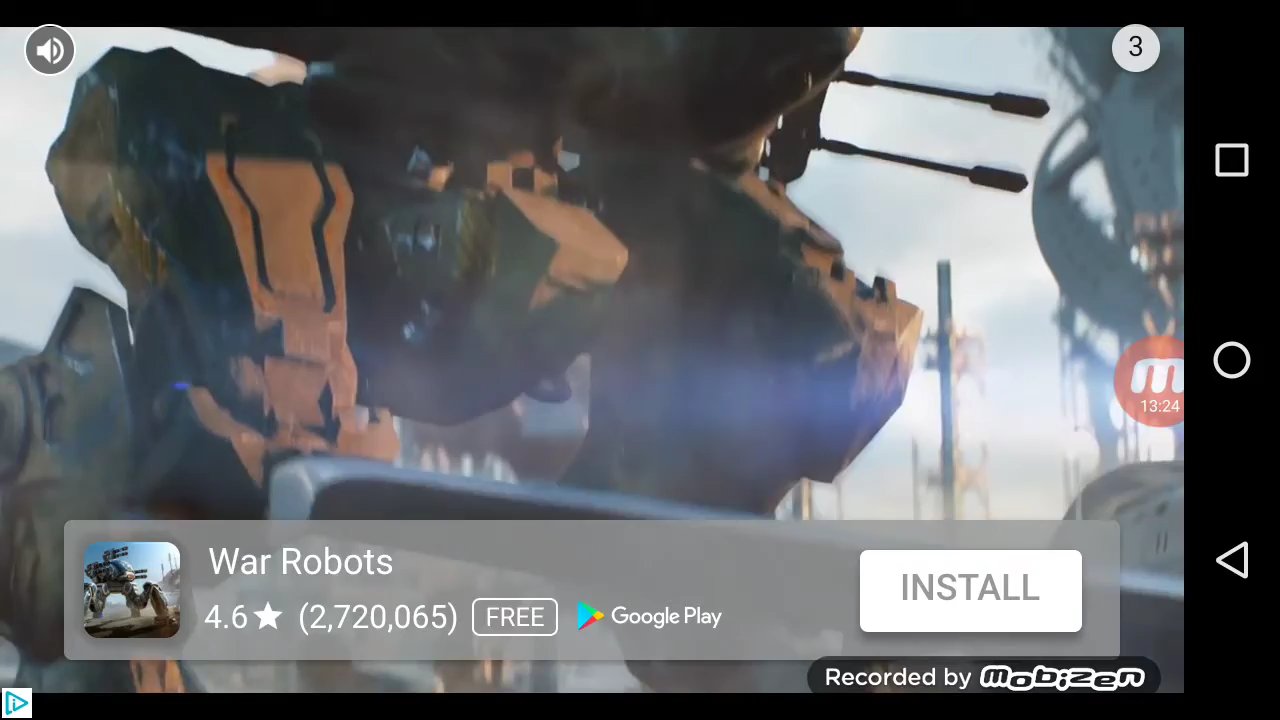 3
13:24
War Robots
4.6★ (2,720,065) FREE Google Play
INSTALL
Recorded by mobizen